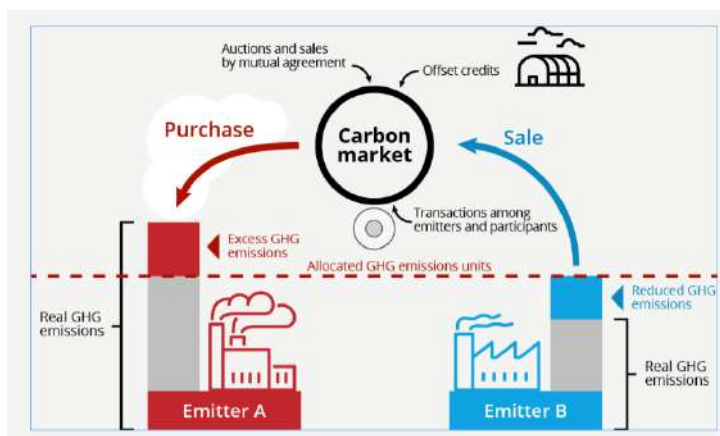 Auctions and sales
by mutual agreement
Offset credits
Purchase
Carbon
market
Sale
Transactions among
emitters and participants
Excess GHG
emissions
Allocated GHG emissions units
Reduced GHG
emissions
Real GHG
emissions
Real GHG
emissions
Emitter A
Emitter B